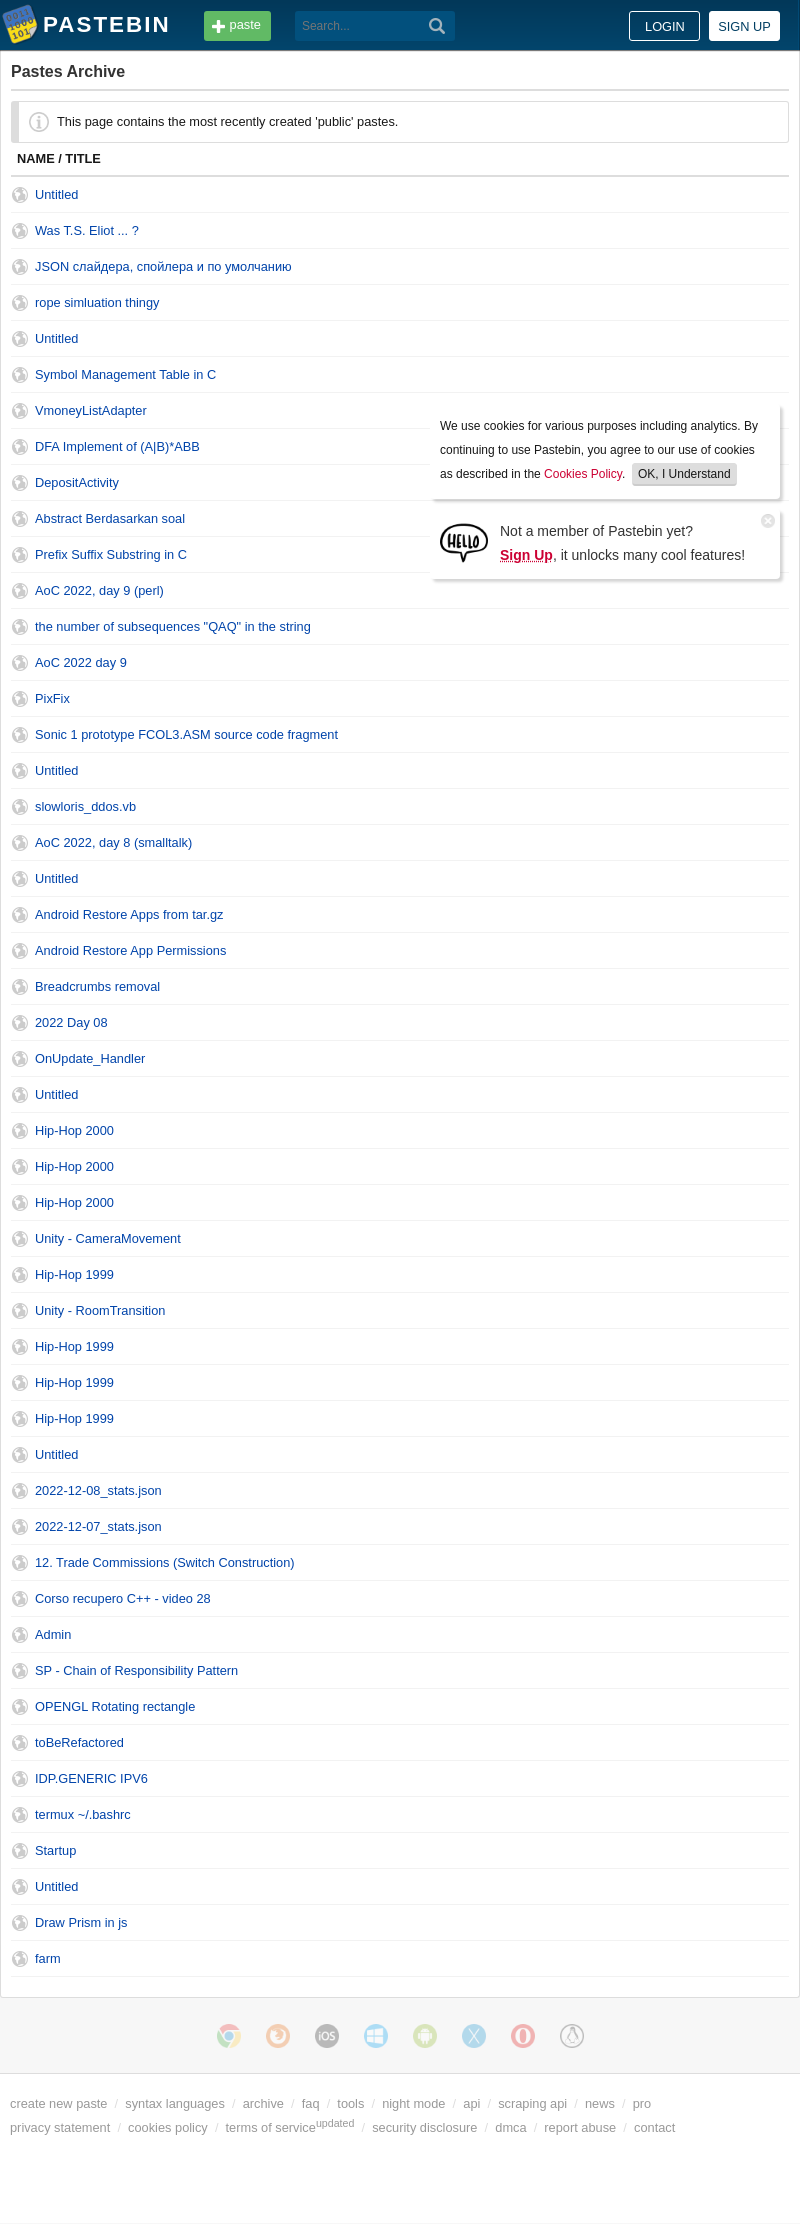 PASTEBIN
paste
Search...
LOGIN
SIGN UP
Pastes Archive
This page contains the most recently created 'public' pastes.
NAME / TITLE
Untitled
Was T.S. Eliot ... ?
JSON слайдера, спойлера и по умолчанию
rope simluation thingy
Untitled
Symbol Management Table in C
VmoneyListAdapter
DFA Implement of (A|B)*ABB
DepositActivity
Abstract Berdasarkan soal
Prefix Suffix Substring in C
We use cookies for various purposes including analytics. By
continuing to use Pastebin, you agree to our use of cookies
as described in the Cookies Policy. OK, I Understand
HELLO
Not a member of Pastebin yet?
Sign Up, it unlocks many cool features!
AoC 2022, day 9 (perl)
the number of subsequences "QAQ" in the string
AoC 2022 day 9
PixFix
Sonic 1 prototype FCOL3.ASM source code fragment
Untitled
slowloris_ddos.vb
AoC 2022, day 8 (smalltalk)
Untitled
Android Restore Apps from tar.gz
Android Restore App Permissions
Breadcrumbs removal
2022 Day 08
OnUpdate_Handler
Untitled
Hip-Hop 2000
Hip-Hop 2000
Hip-Hop 2000
Unity - CameraMovement
Hip-Hop 1999
Unity - RoomTransition
Hip-Hop 1999
Hip-Hop 1999
Hip-Hop 1999
Untitled
2022-12-08_stats.json
2022-12-07_stats.json
12. Trade Commissions (Switch Construction)
Corso recupero C++ - video 28
Admin
SP - Chain of Responsibility Pattern
OPENGL Rotating rectangle
toBeRefactored
IDP.GENERIC IPV6
termux ~/.bashrc
Startup
Untitled
Draw Prism in js
farm
iOS
create new paste / syntax languages / archive / faq / tools / night mode / api / scraping api / news / pro
privacy statement / cookies policy / terms of service updated / security disclosure / dmca / report abuse / contact